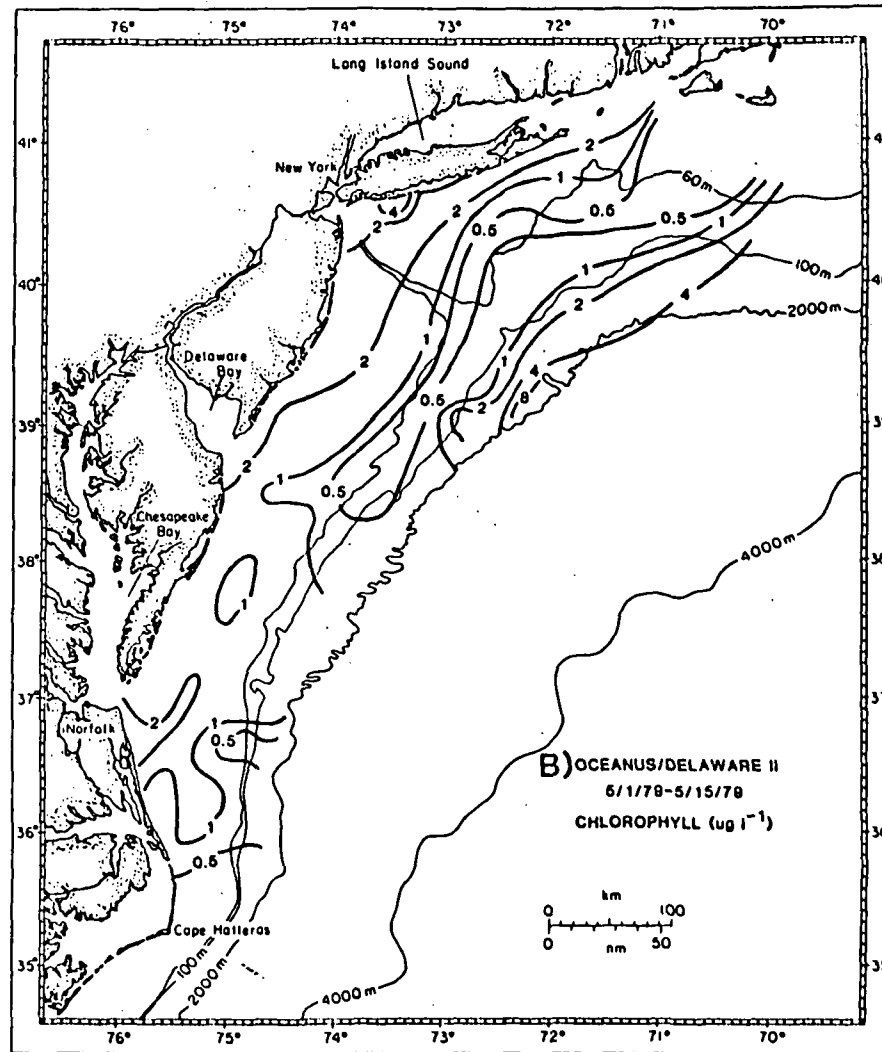 76° 75° 74° 73° 72° 71° 70°
Long Island Sound
41°
New York
2
1
60m
4
2
2
0.5
0.5
0.5
1
2
100m
40°
4
2000m
1
1
2
Delaware
Bay
2
1
4
8
39°
0.5
2
2
1
0.5
Chesapeake
Bay
38°
4000m
1
37°
Norfolk
2
1
0.5
B) OCEANUS/DELAWARE II
5/1/79-5/15/79
CHLOROPHYLL (ug l⁻¹)
36°
1
0.5
km
0 100
0 50
nm
Cape Hatteras
35°
100m
2000m
4000m
76° 75° 74° 73° 72° 71° 70°